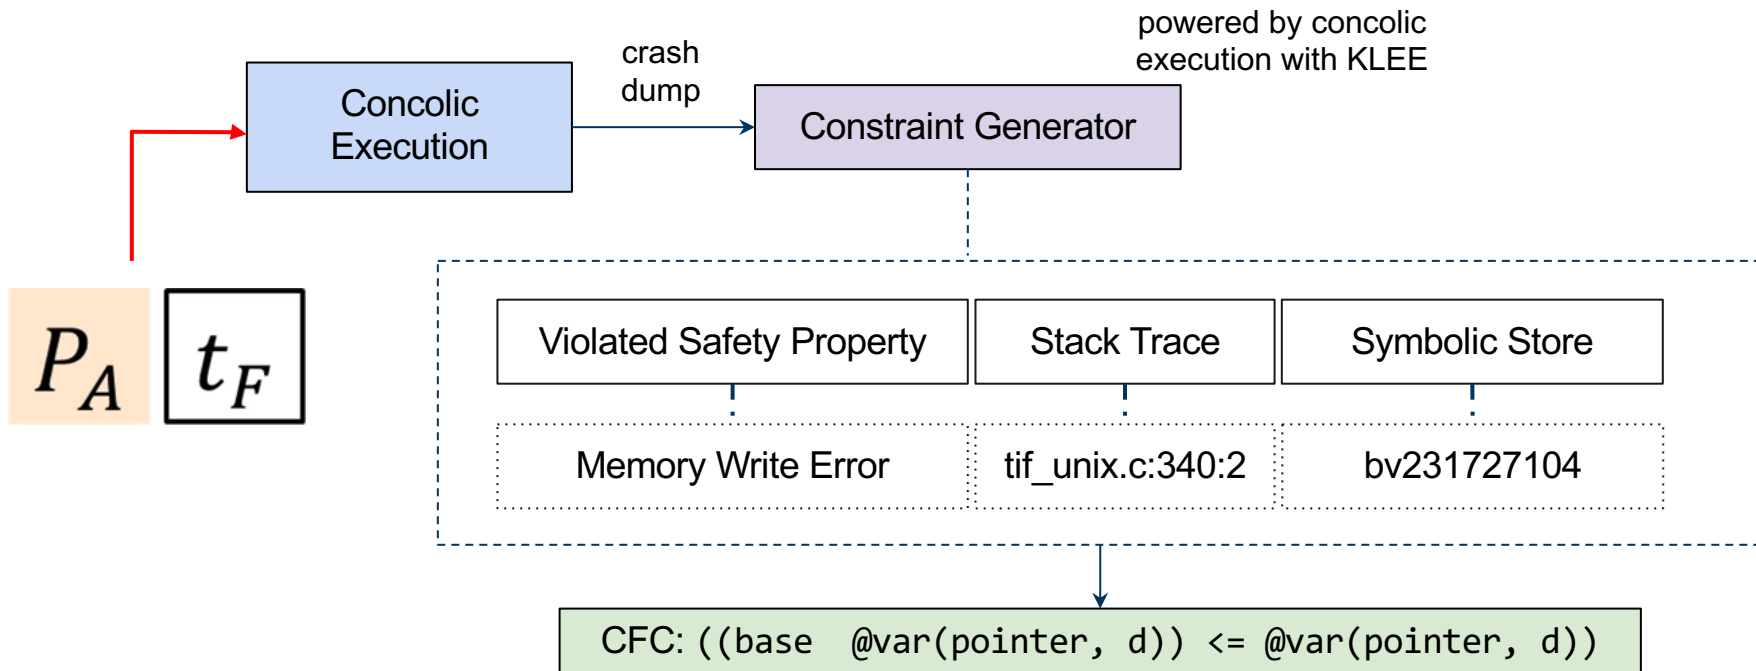 powered by concolic
execution with KLEE
crash
dump
Concolic
Execution
Constraint Generator
P_A
t_F
Violated Safety Property
Stack Trace
Symbolic Store
Memory Write Error
tif_unix.c:340:2
bv231727104
CFC: ((base  @var(pointer, d)) <= @var(pointer, d))